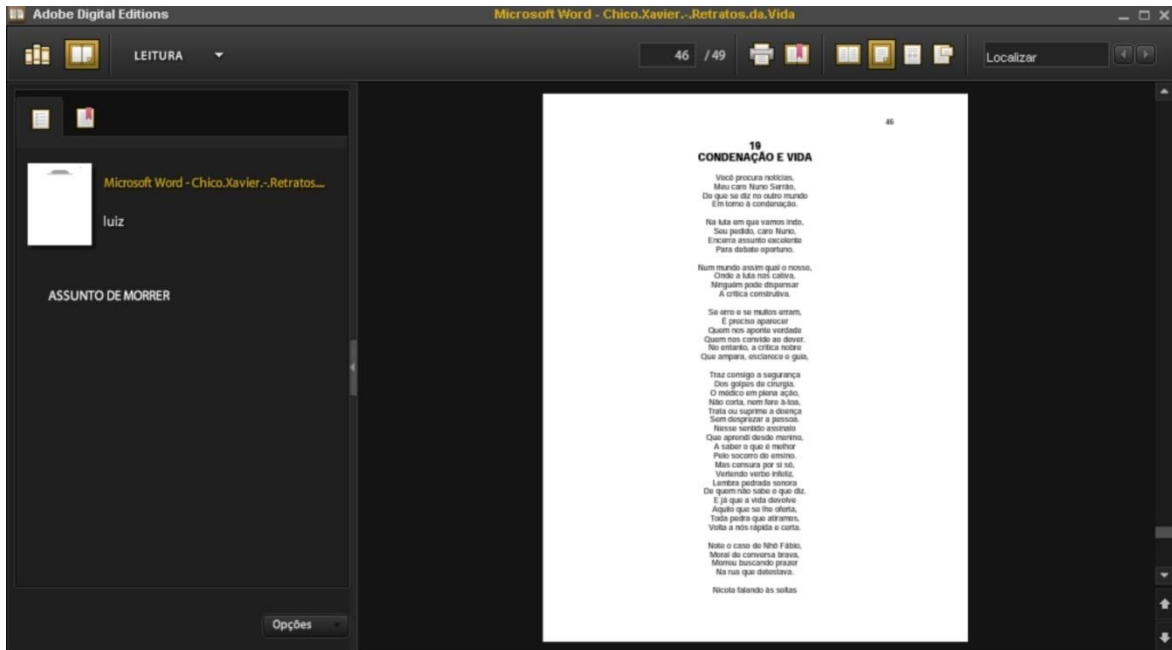 Adobe Digital Editions
Microsoft Word - Chico.Xavier.-.Retratos.da.Vida
LEITURA
46 /49
Localizar
Microsoft Word - Chico.Xavier.-.Retratos...
luiz
ASSUNTO DE MORRER
Opções
46
19
CONDENAÇÃO E VIDA
Você procura notícias,
Meu caro Nuno Serrão,
Do que se diz no outro mundo
Em torno à condenação.
Na luta em que vamos indo,
Seu pedido, caro Nuno,
Encerra assunto excelente
Para debate oportuno.
Num mundo assim qual o nosso,
Onde a luta nos cativa,
Ninguém pode dispensar
A crítica construtiva.
Se erro e se muitos erram,
É preciso aparecer
Quem nos aponte verdade
Quem nos convide ao dever.
No entanto, a crítica nobre
Que ampara, esclarece e guia,
Traz consigo a segurança
Dos golpes de cirurgia.
O médico em plena ação,
Não corta, nem fere à-toa,
Trata ou suprime a doença
Sem desprezar a pessoa.
Nesse sentido assinalo
Que aprendi desde menino,
A saber o que é melhor
Pelo socorro do ensino.
Mas censura por si só,
Vertendo verbo infeliz,
Lembra pedrada sonora
De quem não sabe o que diz.
E já que a vida devolve
Aquilo que se lhe oferta,
Toda pedra que atiramos,
Volta a nós rápida e certa.
Note o caso de Nhô Fábio,
Moral de conversa brava,
Morreu buscando prazer
Na rua que detestava.
Nicota falando às soltas